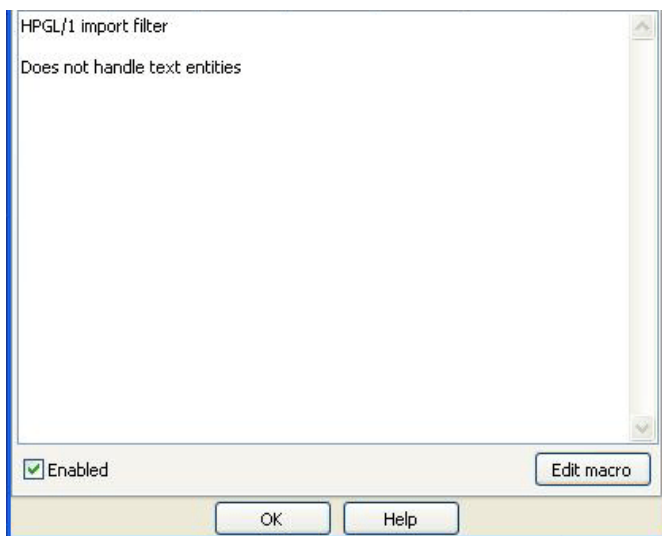 HPGL/1 import filter
Does not handle text entities
Enabled
Edit macro
OK
Help